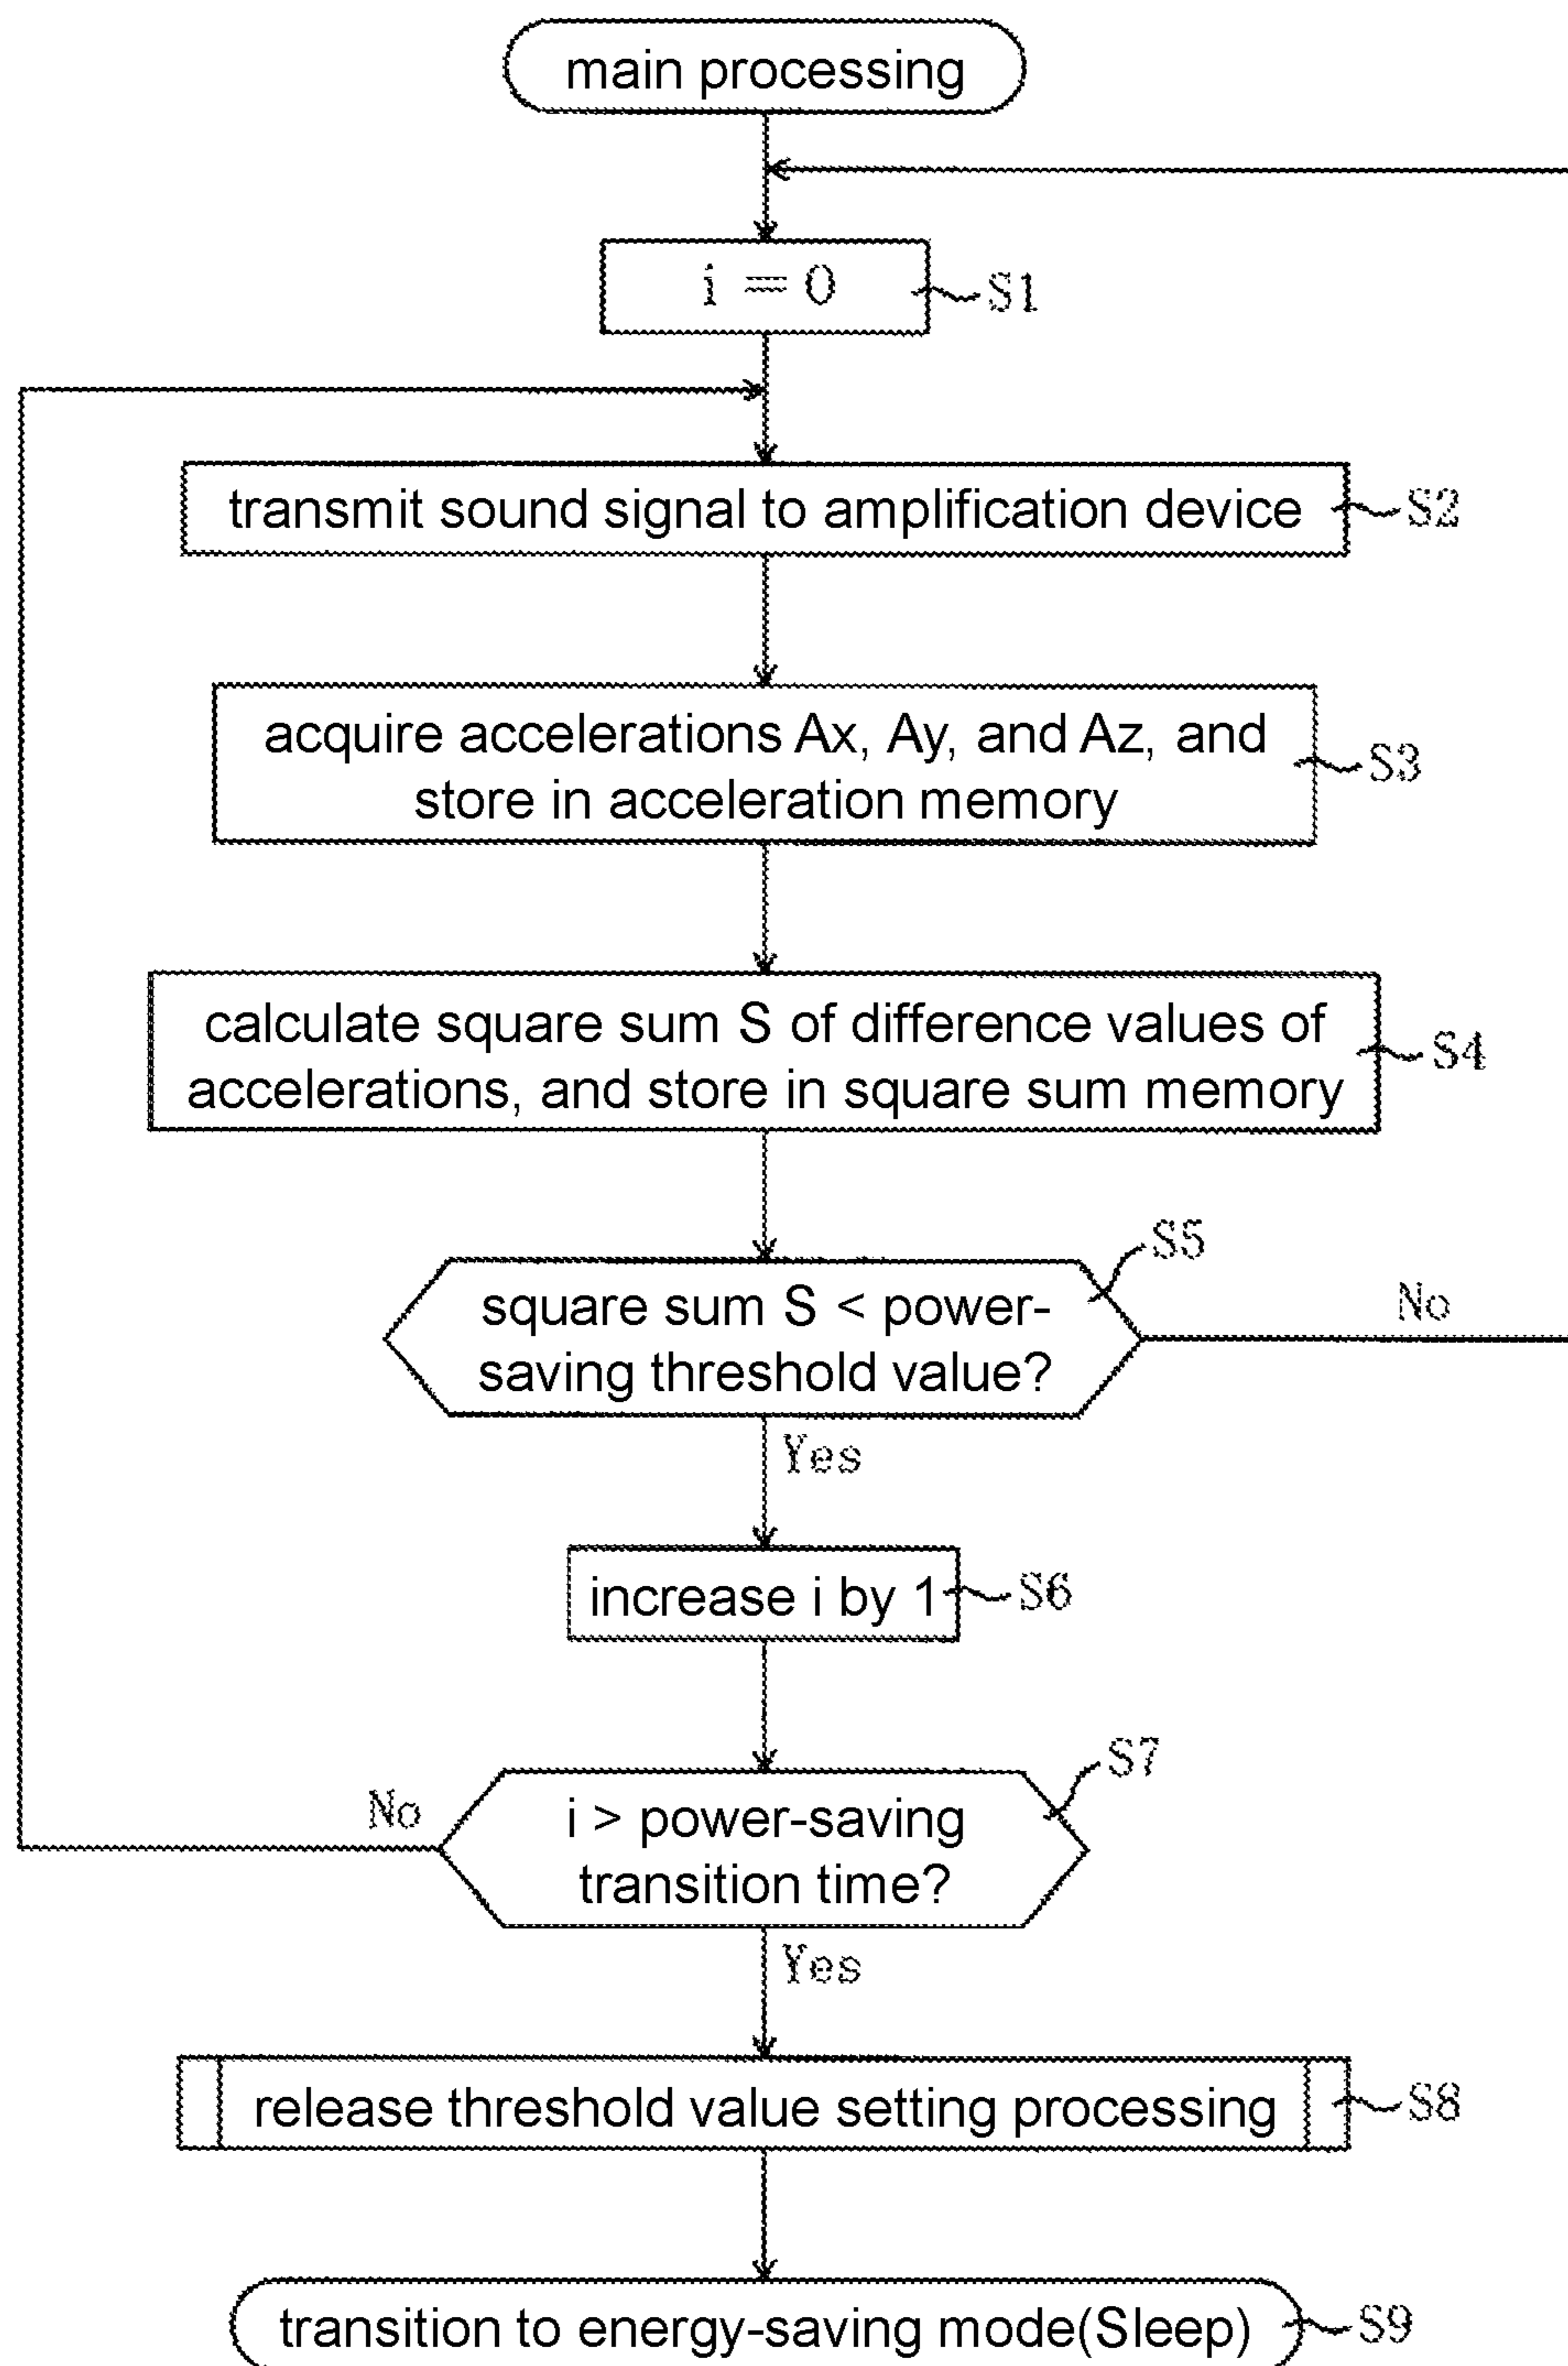 main processing
i = 0
S1
transmit sound signal to amplification device
S2
acquire accelerations Ax, Ay, and Az, and
store in acceleration memory
S3
calculate square sum S of difference values of
accelerations, and store in square sum memory
S4
S5
square sum S < power-
saving threshold value?
No
Yes
increase i by 1
S6
S7
No
i > power-saving
transition time?
Yes
release threshold value setting processing
S8
transition to energy-saving mode(Sleep)
S9